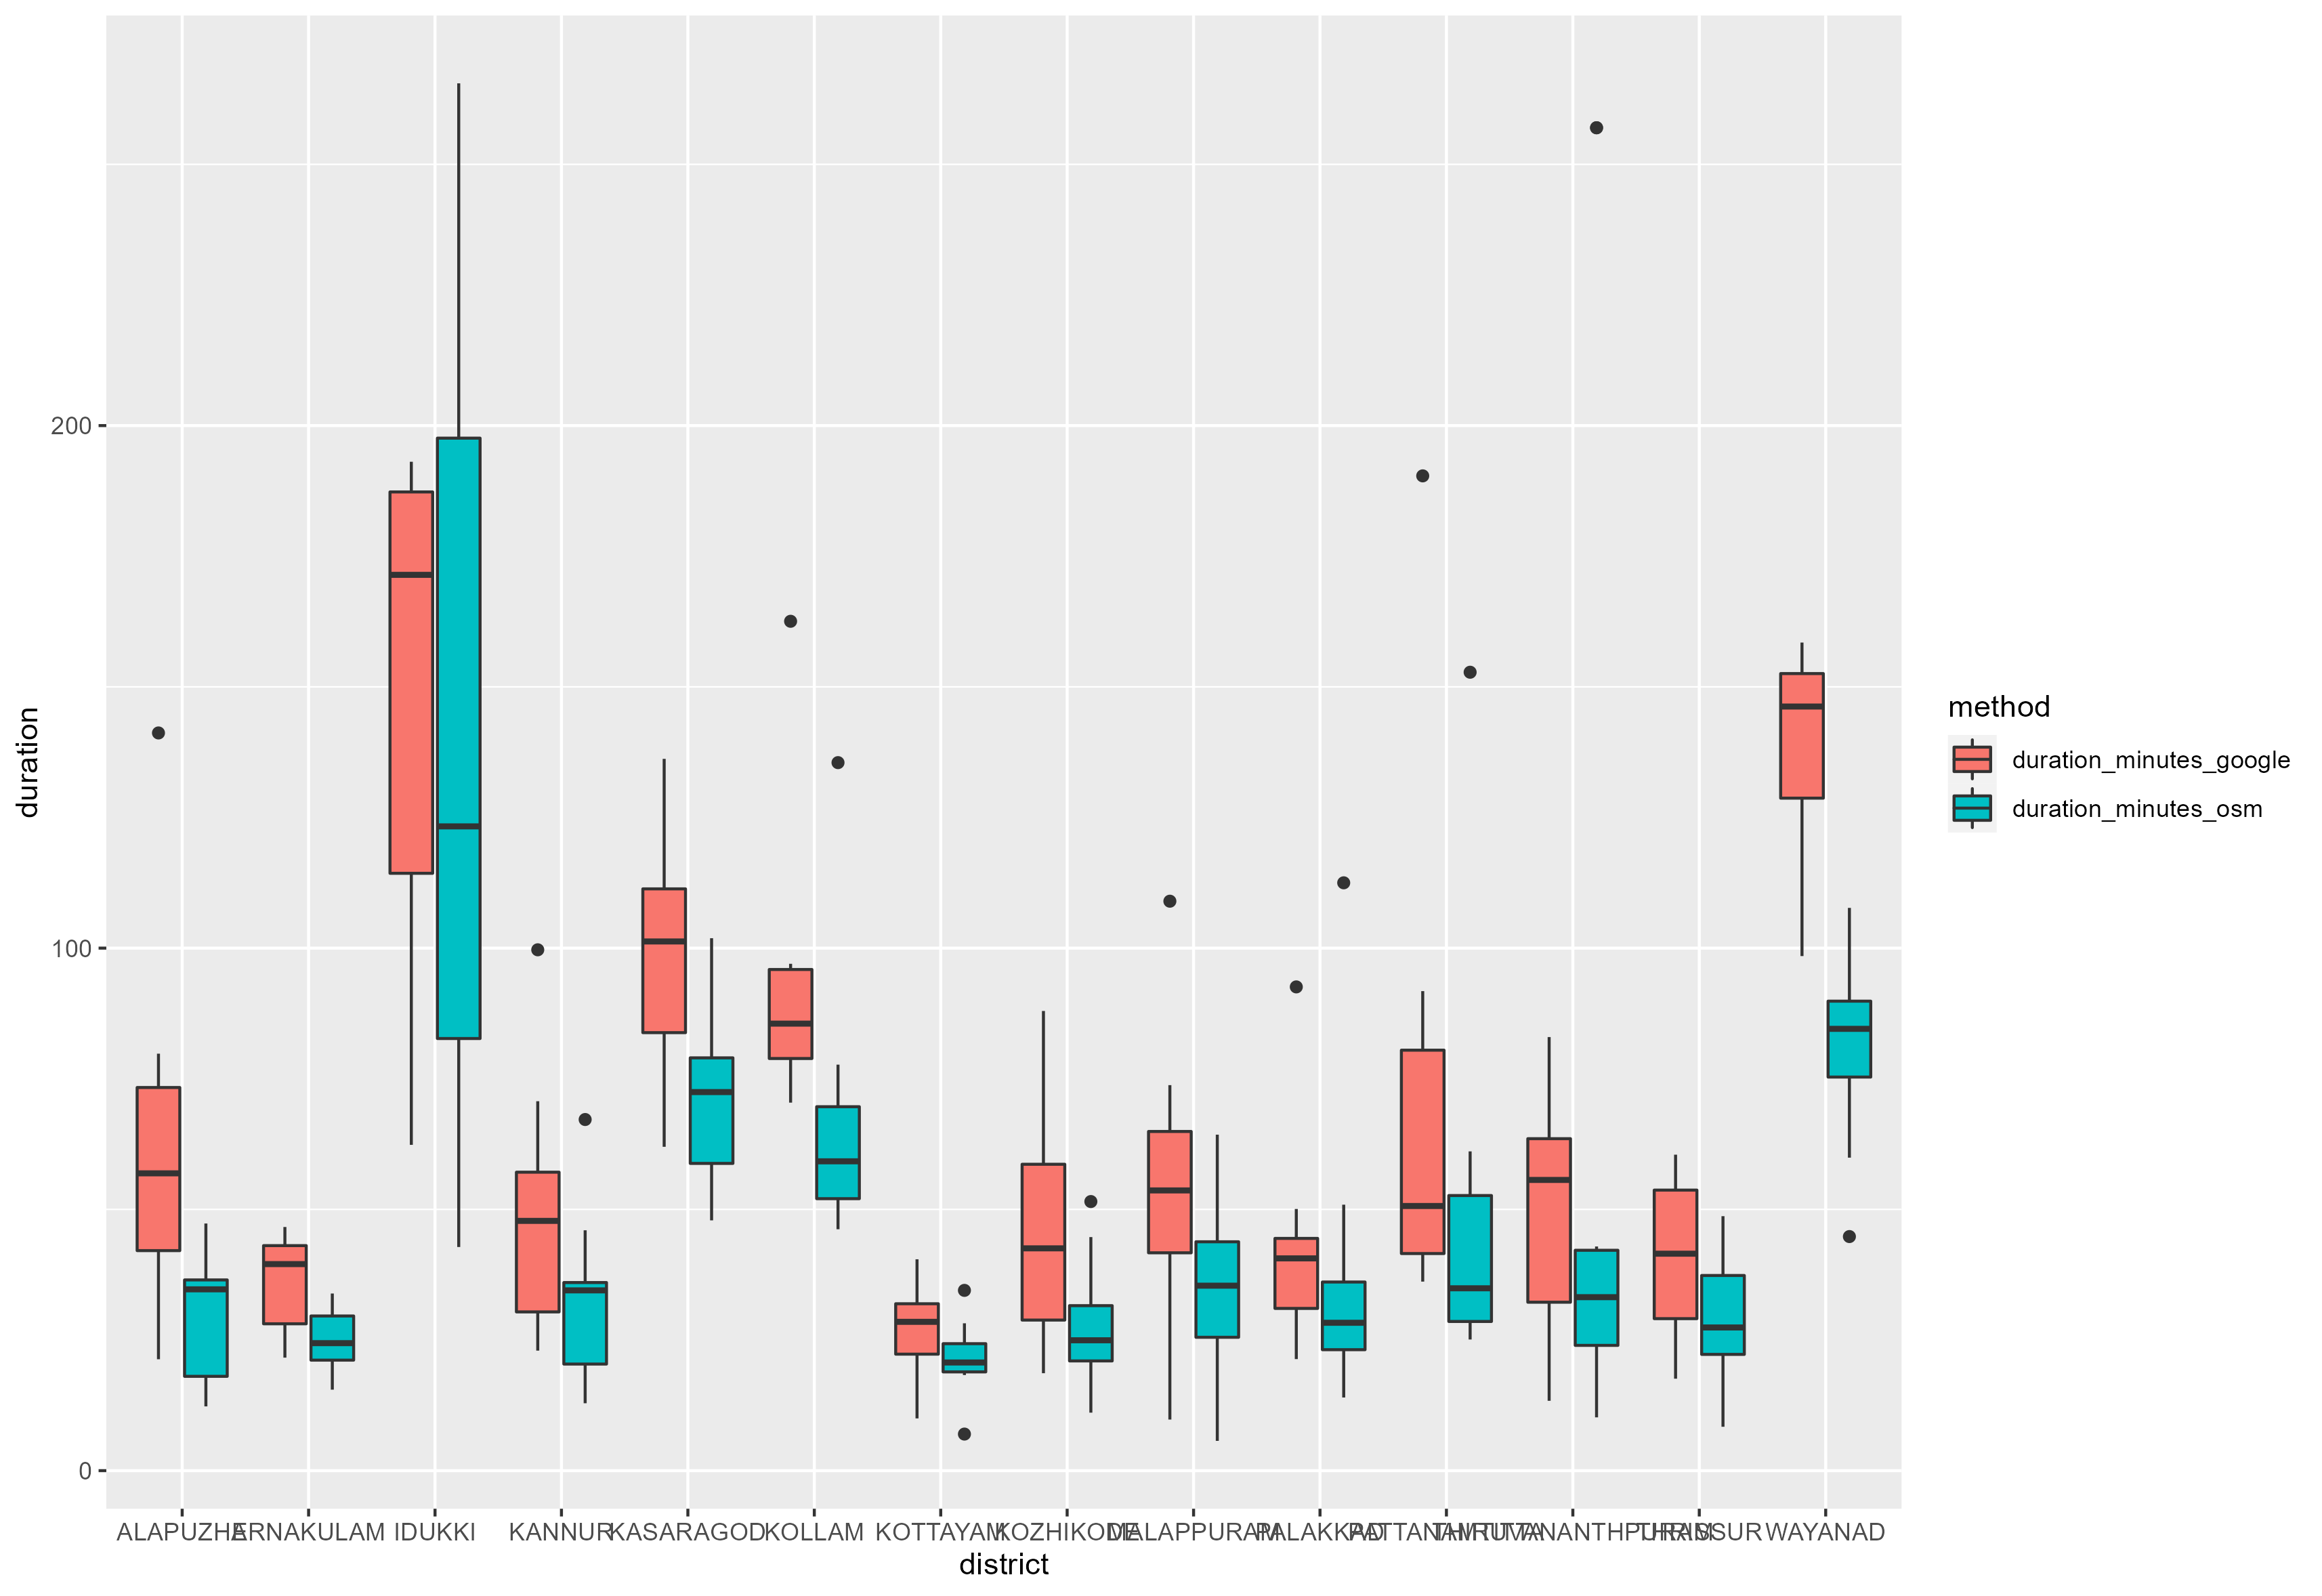 duration
200
100
0
ALAPUZHA ERNAKULAM IDUKKI KANNUR KASARAGOD KOLLAM KOTTAYAM KOZHIKODE MALAPPURAM PALAKKAD PATTANAMTHITTA THIRUVANANTHPURAM THRISSUR WAYANAD
district
method
duration_minutes_google
duration_minutes_osm